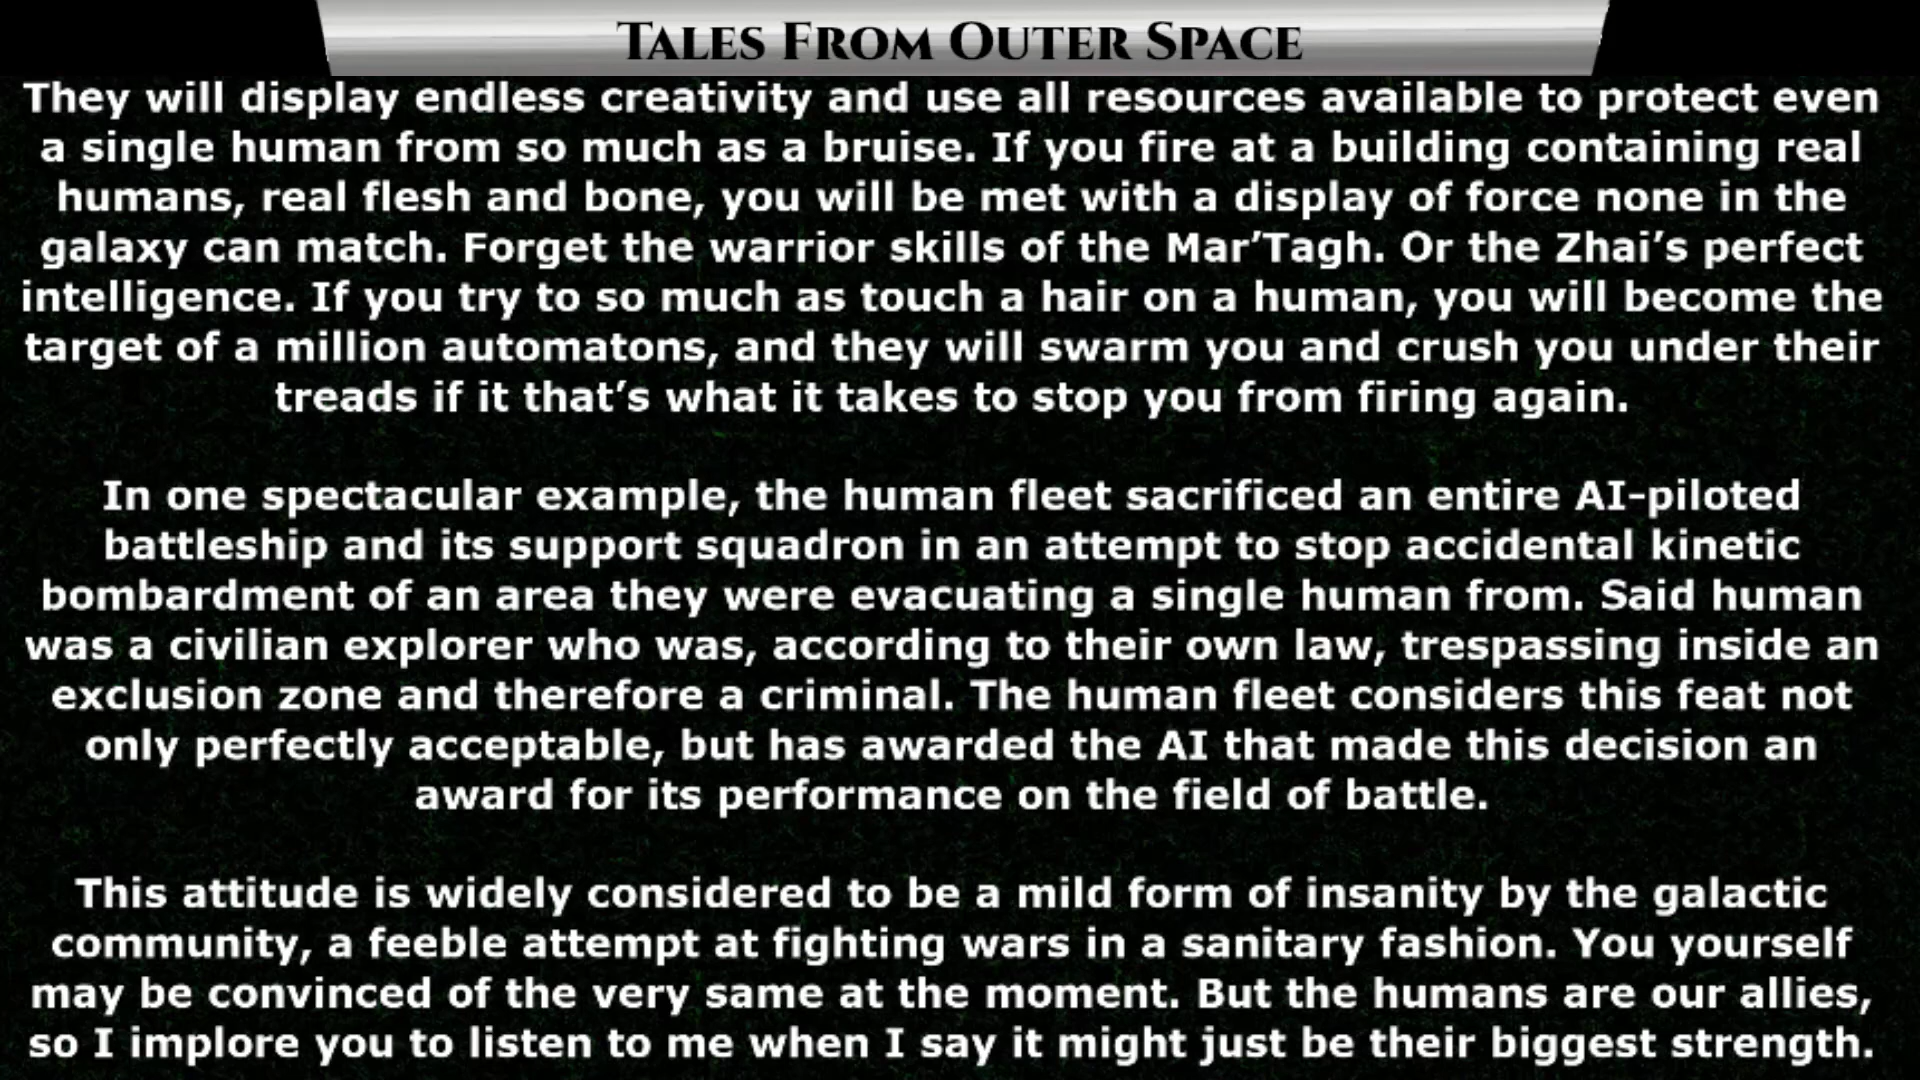 Tales From Outer Space
They will display endless creativity and use all resources available to protect even
a single human from so much as a bruise. If you fire at a building containing real
humans, real flesh and bone, you will be met with a display of force none in the
galaxy can match. Forget the warrior skills of the Mar’Tagh. Or the Zhai’s perfect
intelligence. If you try to so much as touch a hair on a human, you will become the
target of a million automatons, and they will swarm you and crush you under their
treads if it that’s what it takes to stop you from firing again.
In one spectacular example, the human fleet sacrificed an entire AI-piloted
battleship and its support squadron in an attempt to stop accidental kinetic
bombardment of an area they were evacuating a single human from. Said human
was a civilian explorer who was, according to their own law, trespassing inside an
exclusion zone and therefore a criminal. The human fleet considers this feat not
only perfectly acceptable, but has awarded the AI that made this decision an
award for its performance on the field of battle.
This attitude is widely considered to be a mild form of insanity by the galactic
community, a feeble attempt at fighting wars in a sanitary fashion. You yourself
may be convinced of the very same at the moment. But the humans are our allies,
so I implore you to listen to me when I say it might just be their biggest strength.